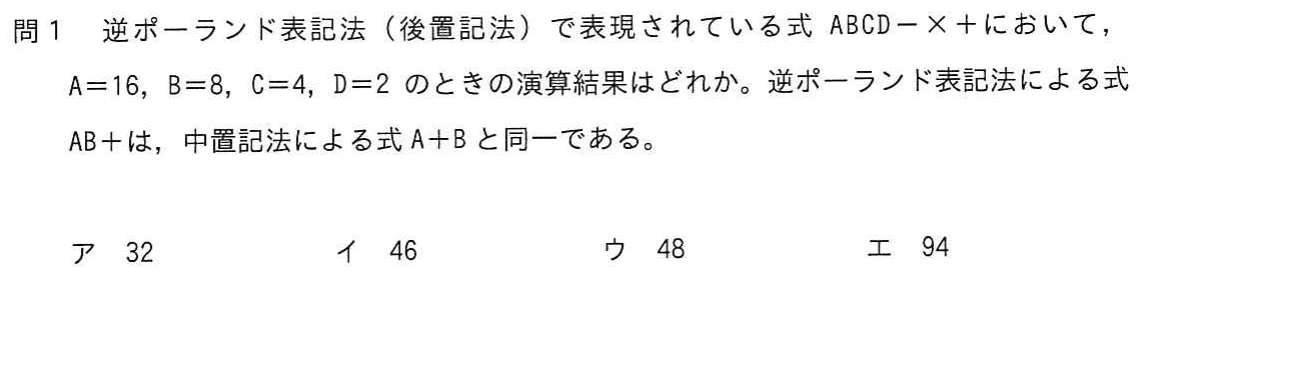 問1 逆ポーランド表記法（後置記法）で表現されている式 ABCD－×＋において，
A＝16，B＝8，C＝4，D＝2 のときの演算結果はどれか。逆ポーランド表記法による式
AB＋は，中置記法による式 A＋B と同一である。
ア 32 イ 46 ウ 48 エ 94